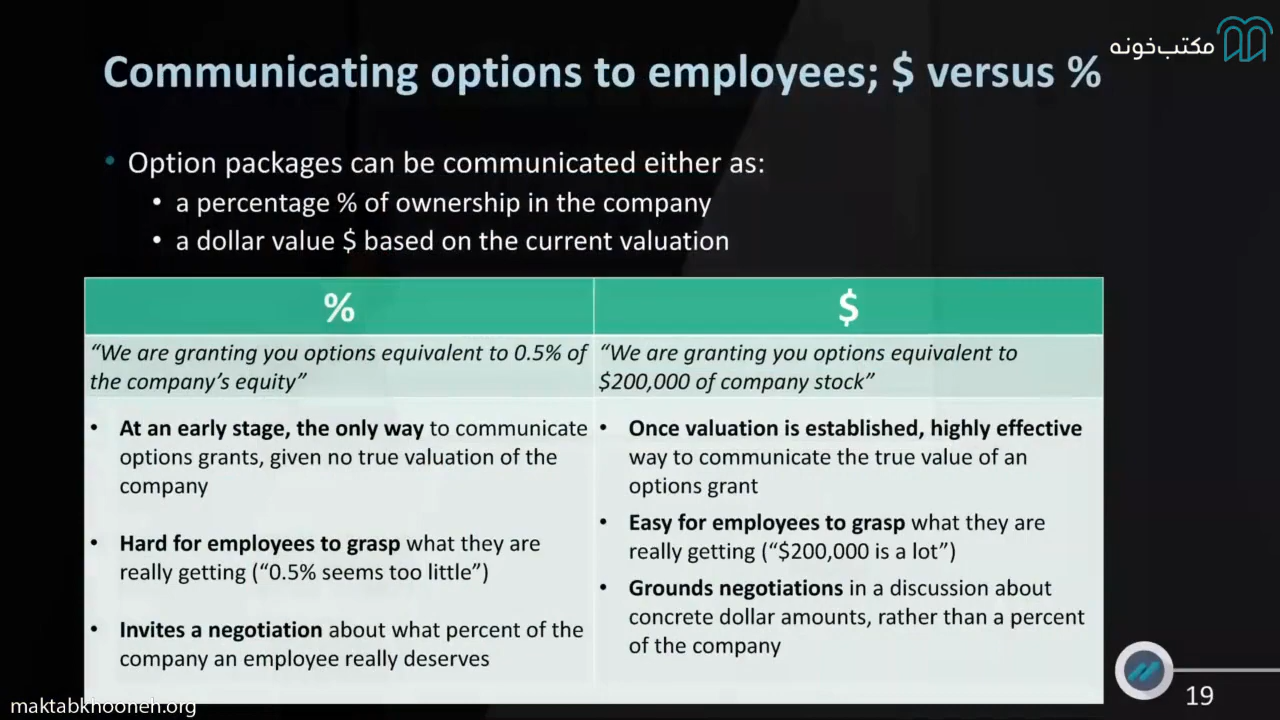 مکتب‌خونه
Communicating options to employees; $ versus %
• Option packages can be communicated either as:
• a percentage % of ownership in the company
• a dollar value $ based on the current valuation
%
“We are granting you options equivalent to 0.5% of
the company’s equity”
• At an early stage, the only way to communicate
options grants, given no true valuation of the
company
• Hard for employees to grasp what they are
really getting (“0.5% seems too little”)
• Invites a negotiation about what percent of the
company an employee really deserves
$
“We are granting you options equivalent to
$200,000 of company stock”
• Once valuation is established, highly effective
way to communicate the true value of an
options grant
• Easy for employees to grasp what they are
really getting (“$200,000 is a lot”)
• Grounds negotiations in a discussion about
concrete dollar amounts, rather than a percent
of the company
19
maktabkhooneh.org